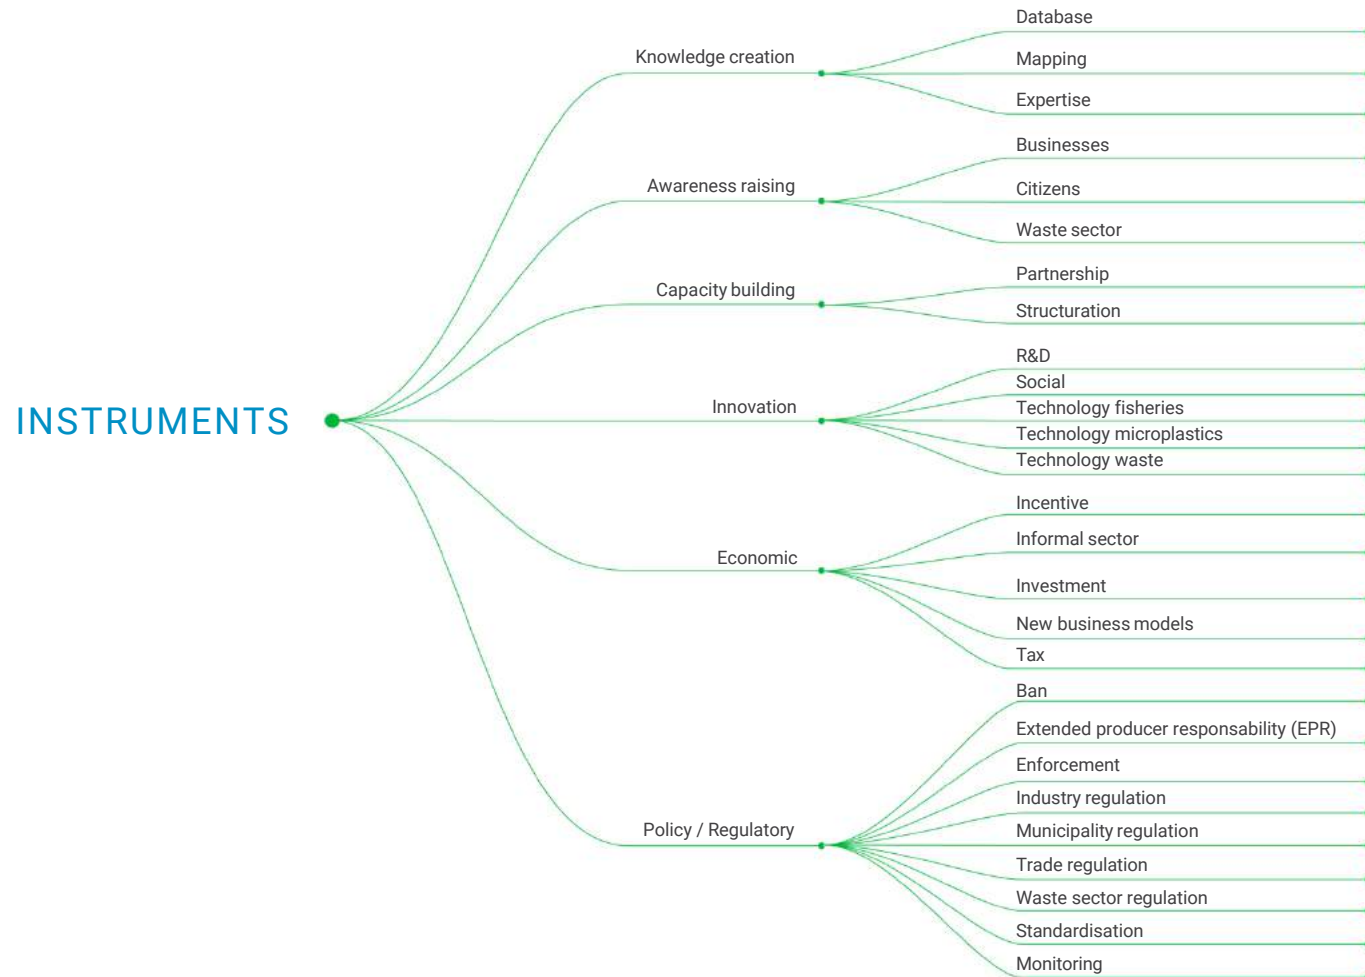 INSTRUMENTS
Knowledge creation
Database
Mapping
Expertise
Awareness raising
Businesses
Citizens
Waste sector
Capacity building
Partnership
Structuration
Innovation
R&D
Social
Technology fisheries
Technology microplastics
Technology waste
Economic
Incentive
Informal sector
Investment
New business models
Tax
Policy / Regulatory
Ban
Extended producer responsability (EPR)
Enforcement
Industry regulation
Municipality regulation
Trade regulation
Waste sector regulation
Standardisation
Monitoring